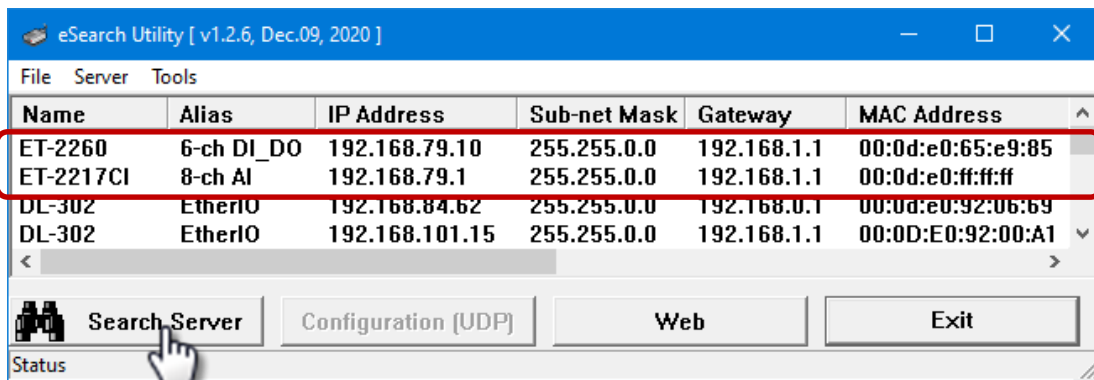 eSearch Utility [ v1.2.6, Dec.09, 2020 ]
File Server Tools
Name Alias IP Address Sub-net Mask Gateway MAC Address
ET-2260 6-ch DI_DO 192.168.79.10 255.255.0.0 192.168.1.1 00:0d:e0:65:e9:85
ET-2217CI 8-ch AI 192.168.79.1 255.255.0.0 192.168.1.1 00:0d:e0:ff:ff:ff
DL-302 EtherIO 192.168.84.62 255.255.0.0 192.168.0.1 00:0d:e0:92:06:69
DL-302 EtherIO 192.168.101.15 255.255.0.0 192.168.1.1 00:0D:E0:92:00:A1
Search Server Configuration (UDP) Web Exit
Status